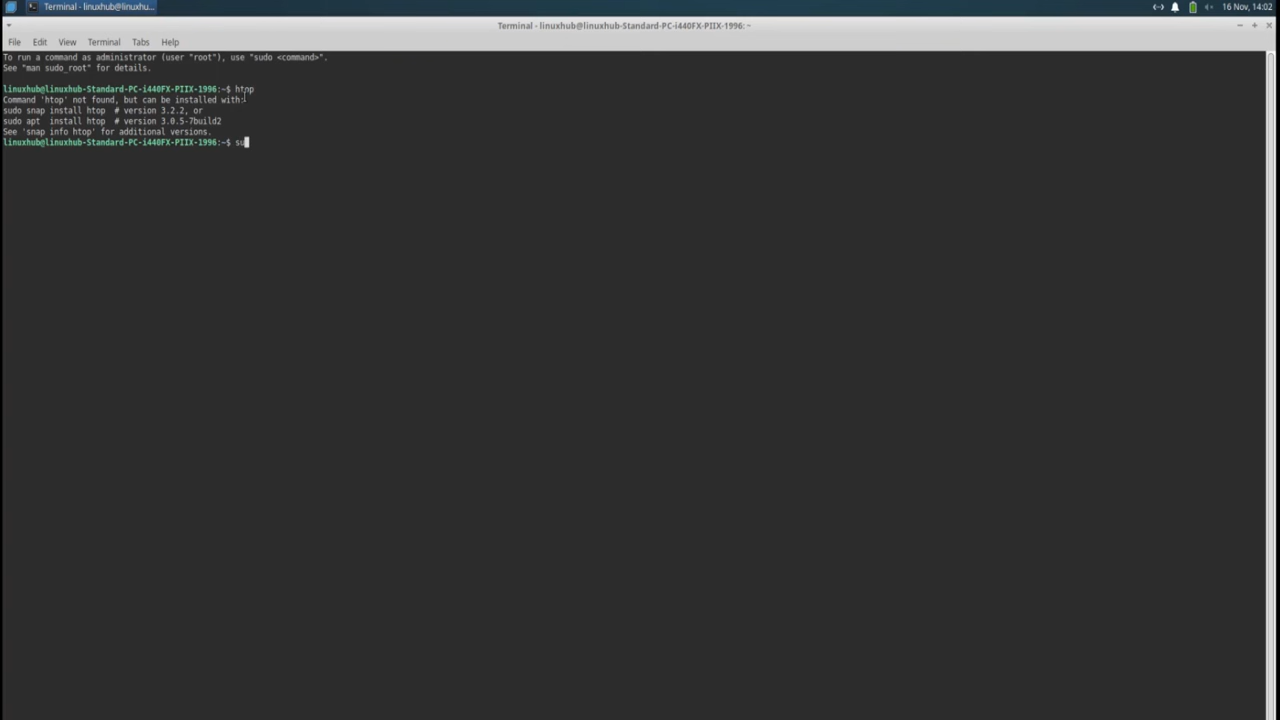 Terminal - linuxhub@linuxhu...
16 Nov, 14:02
Terminal - linuxhub@linuxhub-Standard-PC-i440FX-PIIX-1996: ~
File Edit View Terminal Tabs Help
To run a command as administrator (user "root"), use "sudo <command>".
See "man sudo_root" for details.
linuxhub@linuxhub-Standard-PC-i440FX-PIIX-1996:~$ htop
Command 'htop' not found, but can be installed with:
sudo snap install htop  # version 3.2.2, or
sudo apt  install htop  # version 3.0.5-7build2
See 'snap info htop' for additional versions.
linuxhub@linuxhub-Standard-PC-i440FX-PIIX-1996:~$ su